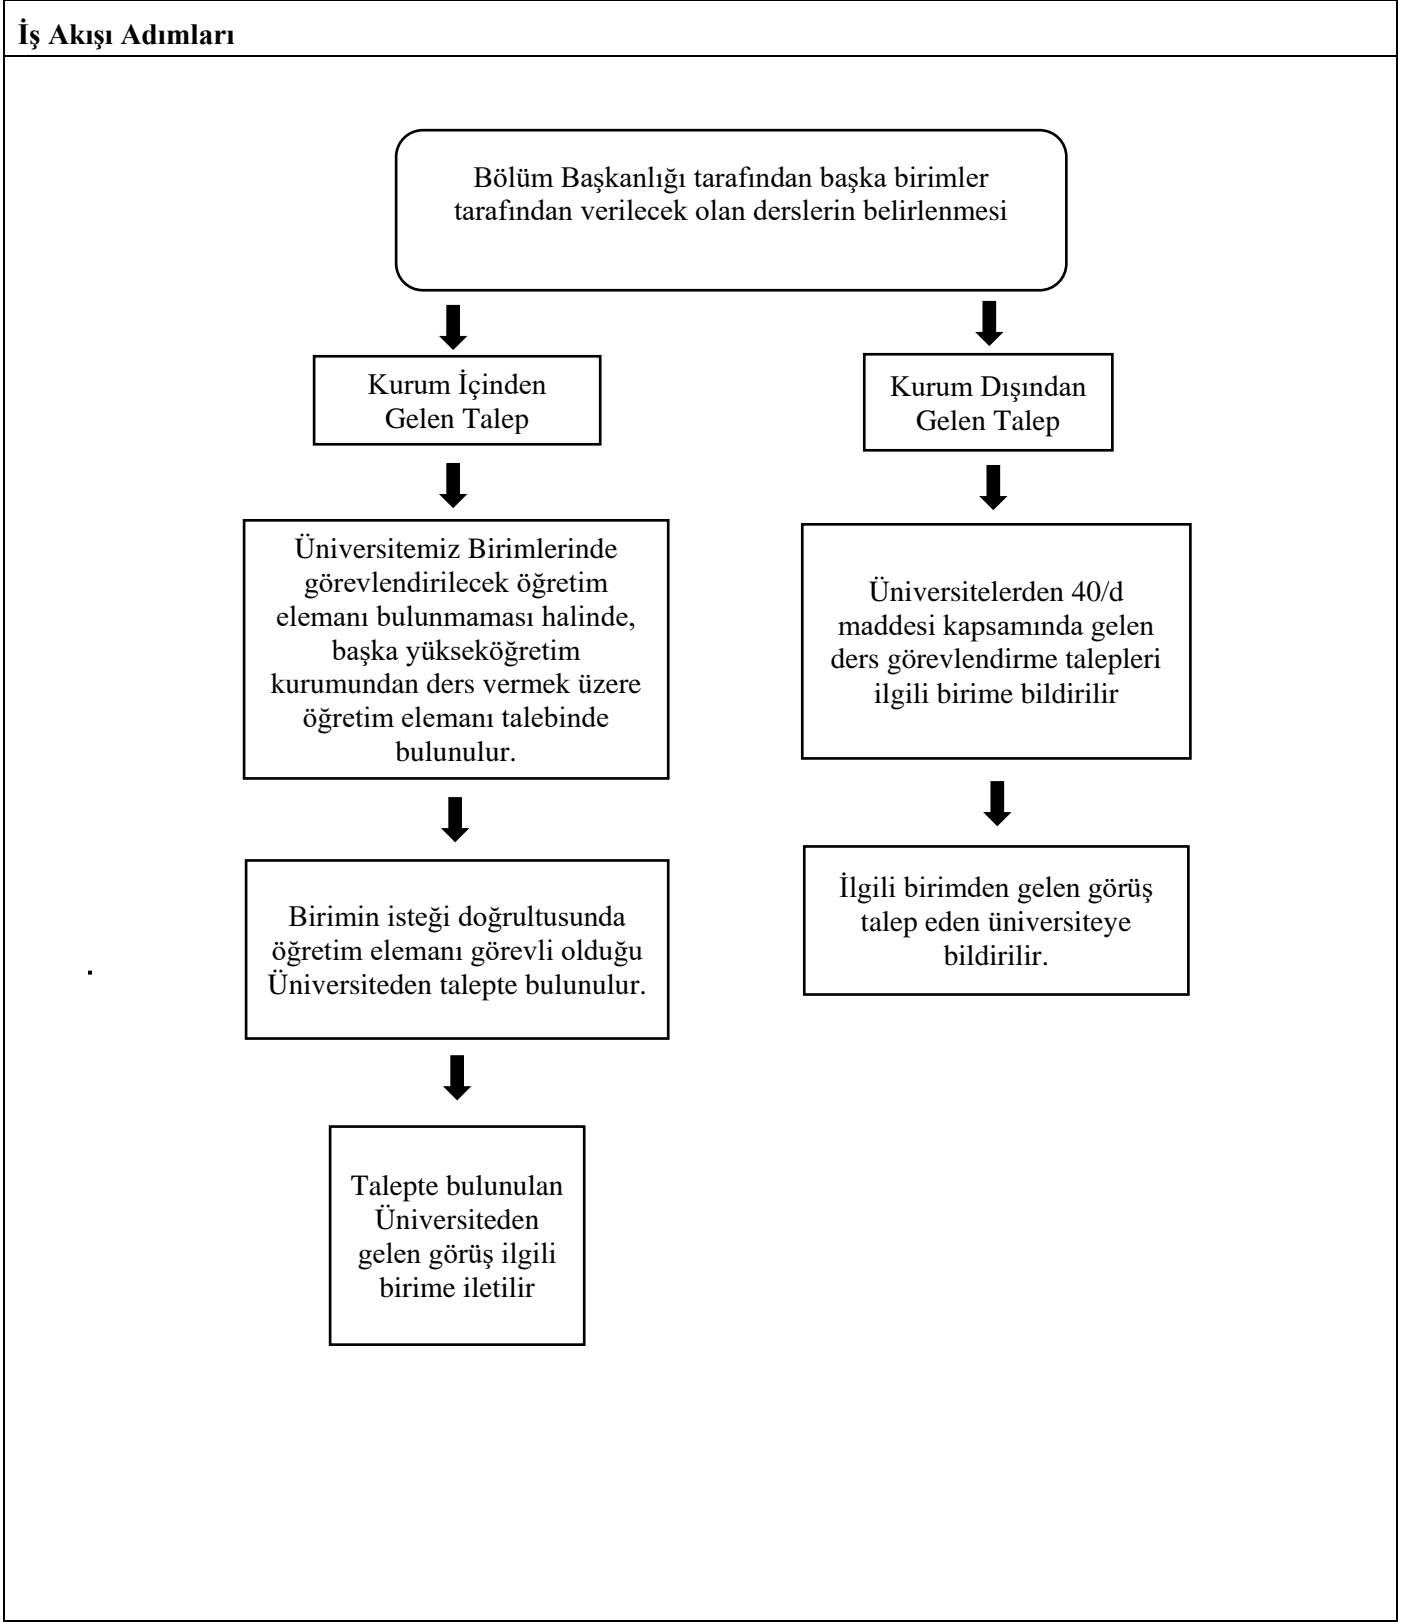 İş Akışı Adımları
Bölüm Başkanlığı tarafından başka birimler
tarafından verilecek olan derslerin belirlenmesi
Kurum İçinden
Gelen Talep
Üniversitemiz Birimlerinde
görevlendirilecek öğretim
elemanı bulunmaması halinde,
başka yükseköğretim
kurumundan ders vermek üzere
öğretim elemanı talebinde
bulunulur.
Birimin isteği doğrultusunda
öğretim elemanı görevli olduğu
Üniversiteden talepte bulunulur.
Talepte bulunulan
Üniversiteden
gelen görüş ilgili
birime iletilir
Kurum Dışından
Gelen Talep
Üniversitelerden 40/d
maddesi kapsamında gelen
ders görevlendirme talepleri
ilgili birime bildirilir
İlgili birimden gelen görüş
talep eden üniversiteye
bildirilir.
.